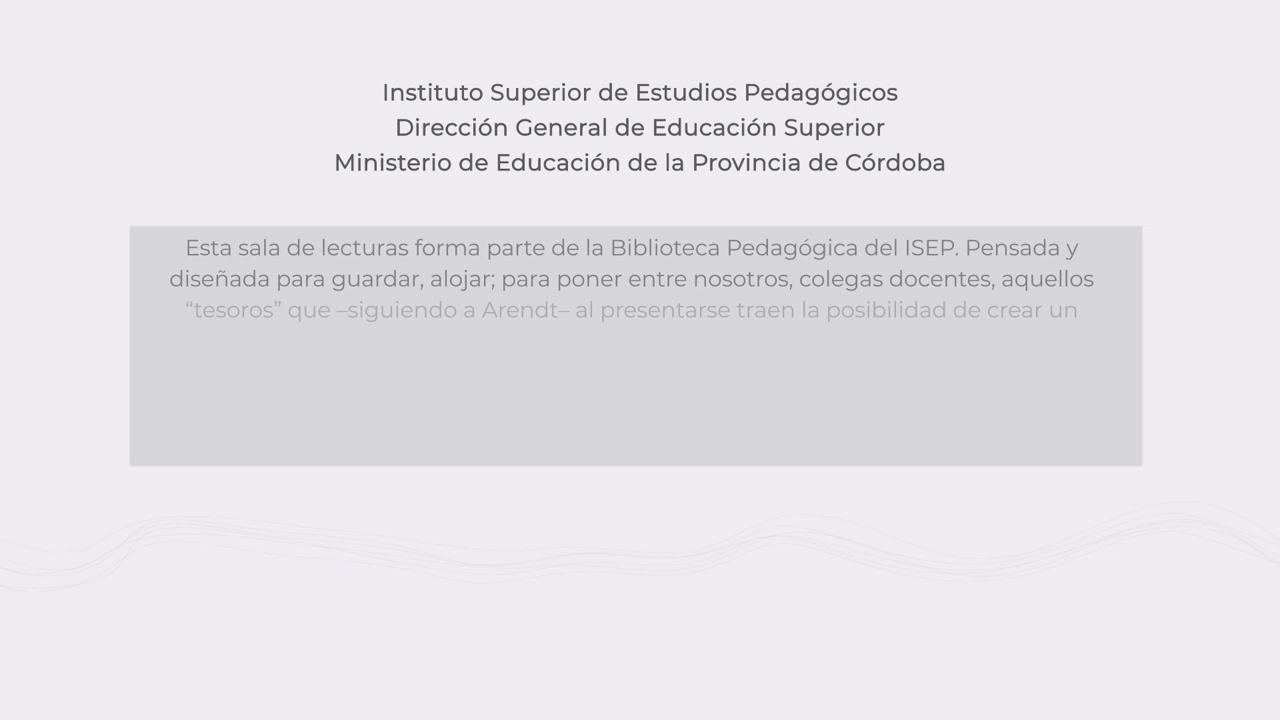 Instituto Superior de Estudios Pedagógicos
Dirección General de Educación Superior
Ministerio de Educación de la Provincia de Córdoba
Esta sala de lecturas forma parte de la Biblioteca Pedagógica del ISEP. Pensada y
diseñada para guardar, alojar; para poner entre nosotros, colegas docentes, aquellos
“tesoros” que –siguiendo a Arendt– al presentarse traen la posibilidad de crear un